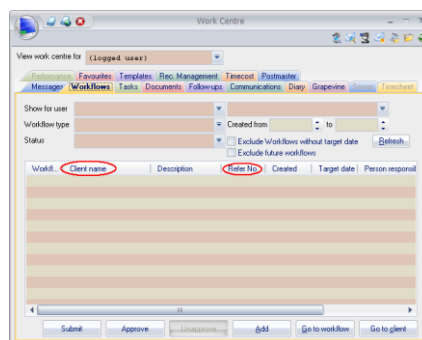 Work Centre
View work centre for (logged user)
Performance Favourites Templates Rec. Management Timecost Postmaster
Messages Workflows Tasks Documents Follow-ups Communications Diary Grapevine Timesheet
Show for user
Workflow type Created from to
Status Exclude Workflows without target date Refresh
Exclude future workflows
Workfl... Client name Description Refer No. Created Target date Person responsibl
Submit Approve Unapprove Add Go to workflow Go to client